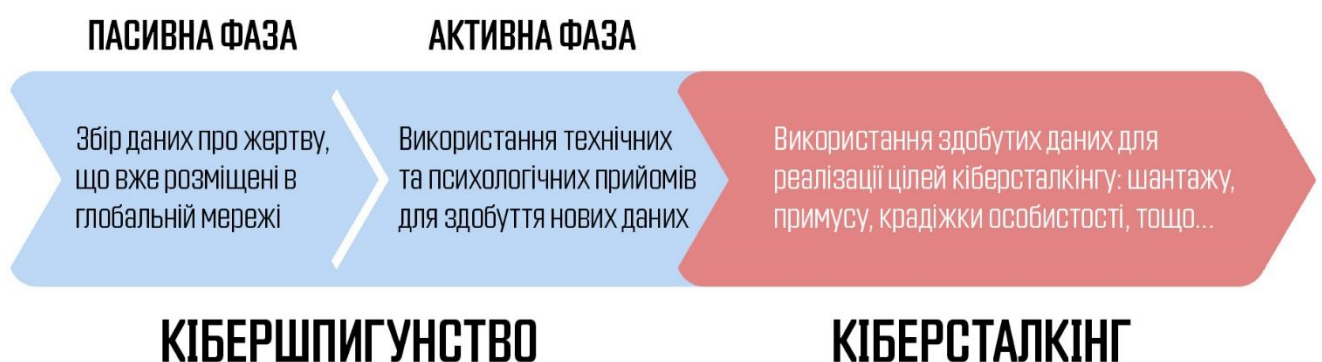 ПАСИВНА ФАЗА
АКТИВНА ФАЗА
Збір даних про жертву,
що вже розміщені в
глобальній мережі
Використання технічних
та психологічних прийомів
для здобуття нових даних
Використання здобутих даних для
реалізації цілей кіберсталкінгу: шантажу,
примусу, крадіжки особистості, тощо...
КІБЕРШПИГУНСТВО
КІБЕРСТАЛКІНГ